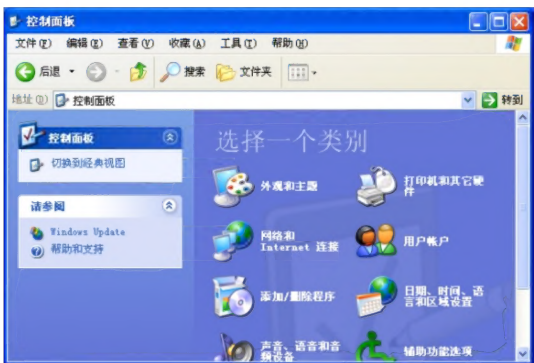 控制面板
文件(F) 编辑(E) 查看(V) 收藏(A) 工具(T) 帮助(H)
后退 搜索 文件夹
地址(D) 控制面板 转到
控制面板
切换到经典视图
请参阅
Windows Update
帮助和支持
选择一个类别
外观和主题
打印机和其它硬
件
网络和
Internet 连接
用户帐户
添加/删除程序
日期、时间、语
言和区域设置
声音、语音和音
频设备
辅助功能选项